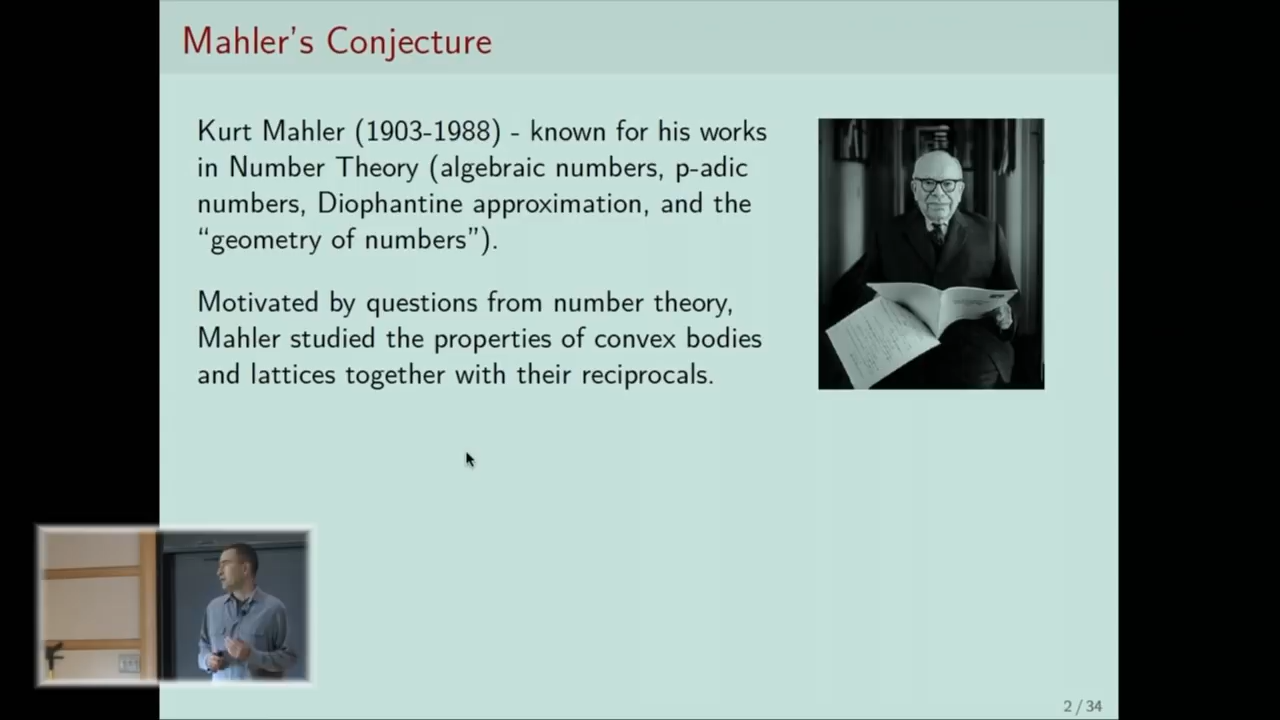 Mahler's Conjecture
Kurt Mahler (1903-1988) - known for his works
in Number Theory (algebraic numbers, p-adic
numbers, Diophantine approximation, and the
“geometry of numbers”).
Motivated by questions from number theory,
Mahler studied the properties of convex bodies
and lattices together with their reciprocals.
2 / 34